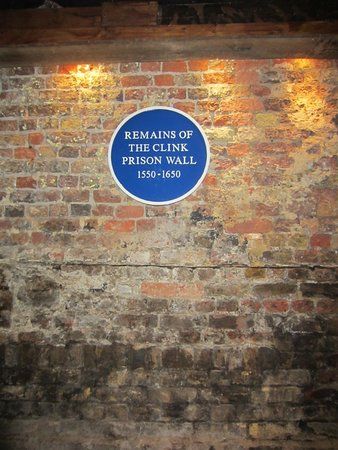 REMAINS OF
THE CLINK
PRISON WALL
1550-1650